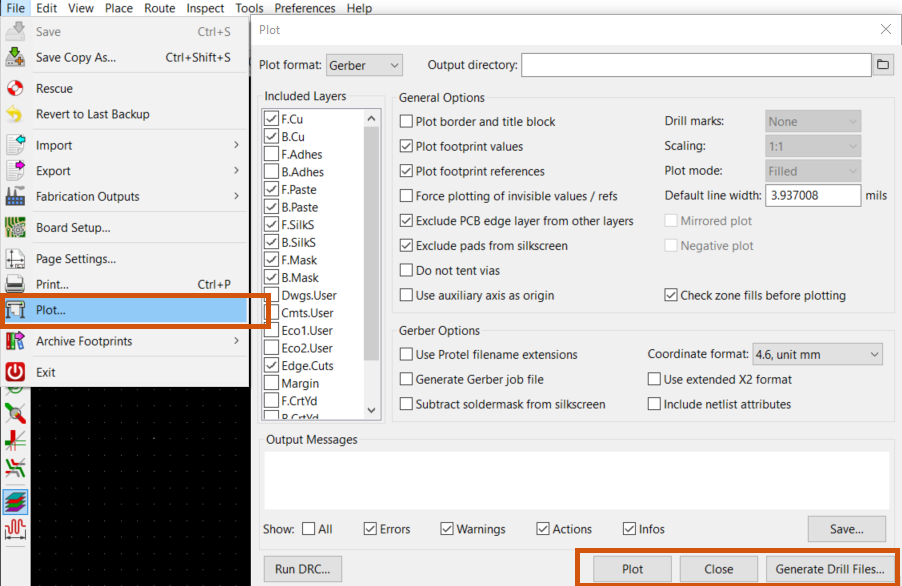 File Edit View Place Route Inspect Tools Preferences Help
Save Ctrl+S
Save Copy As... Ctrl+Shift+S
Rescue
Revert to Last Backup
Import
Export
Fabrication Outputs
Board Setup...
Page Settings...
Print... Ctrl+P
Plot...
Archive Footprints
Exit
Plot
Plot format: Gerber Output directory:
Included Layers
F.Cu
B.Cu
F.Adhes
B.Adhes
F.Paste
B.Paste
F.SilkS
B.SilkS
F.Mask
B.Mask
Dwgs.User
Cmts.User
Eco1.User
Eco2.User
Edge.Cuts
Margin
F.CrtYd
B.CrtYd
General Options
Plot border and title block
Plot footprint values
Plot footprint references
Force plotting of invisible values / refs
Exclude PCB edge layer from other layers
Exclude pads from silkscreen
Do not tent vias
Use auxiliary axis as origin
Drill marks: None
Scaling: 1:1
Plot mode: Filled
Default line width: 3.937008 mils
Mirrored plot
Negative plot
Check zone fills before plotting
Gerber Options
Use Protel filename extensions
Generate Gerber job file
Subtract soldermask from silkscreen
Coordinate format: 4.6, unit mm
Use extended X2 format
Include netlist attributes
Output Messages
Show: All Errors Warnings Actions Infos Save...
Run DRC... Plot Close Generate Drill Files...